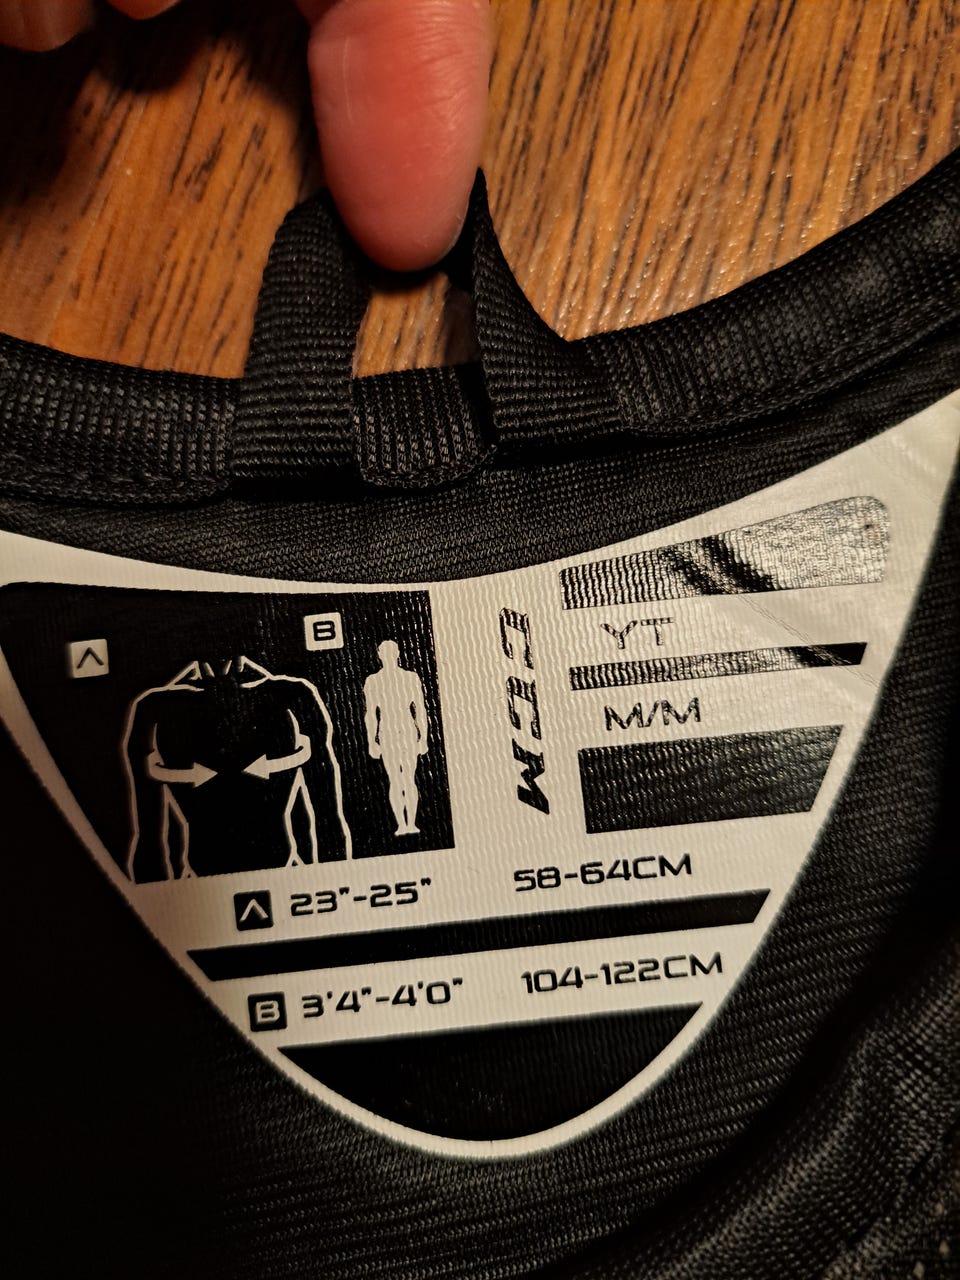 A
B
CCM
YT
M/M
A 23"-25" 58-64CM
B 3'4"-4'0" 104-122CM